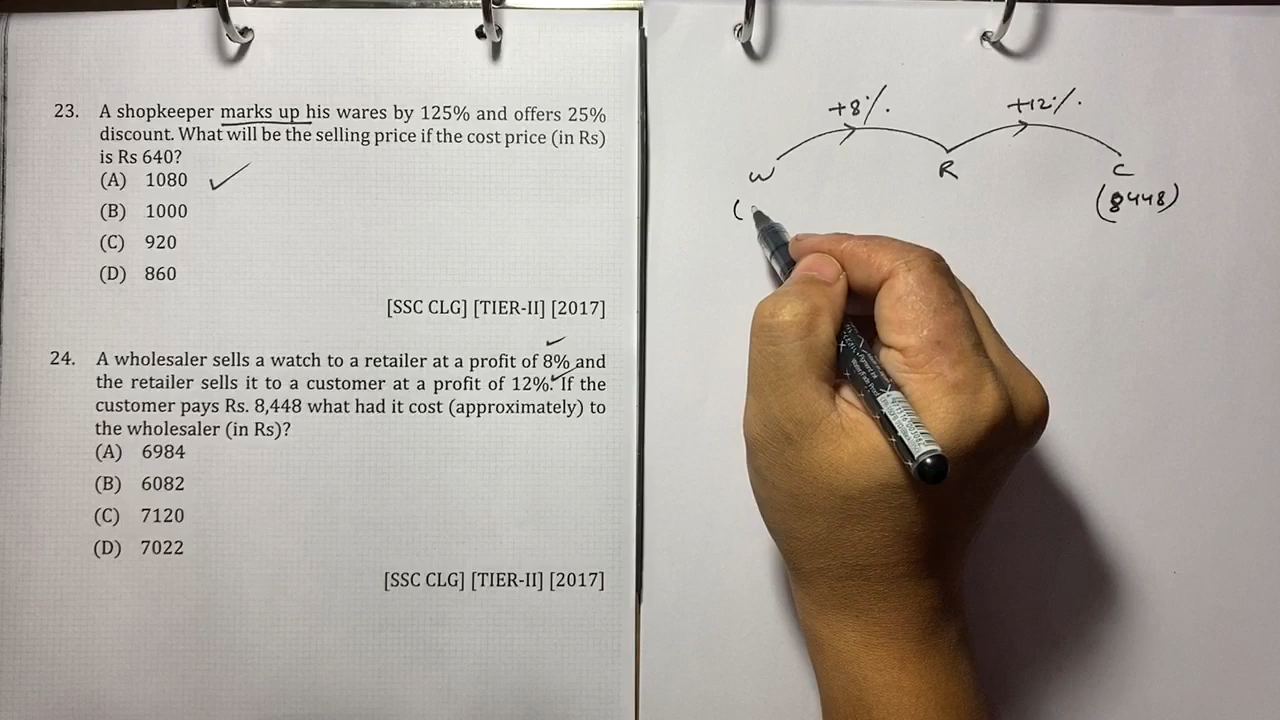 23. A shopkeeper marks up his wares by 125% and offers 25%
discount. What will be the selling price if the cost price (in Rs)
is Rs 640?
(A) 1080
(B) 1000
(C) 920
(D) 860
[SSC CLG] [TIER-II] [2017]
24. A wholesaler sells a watch to a retailer at a profit of 8% and
the retailer sells it to a customer at a profit of 12%. If the
customer pays Rs. 8,448 what had it cost (approximately) to
the wholesaler (in Rs)?
(A) 6984
(B) 6082
(C) 7120
(D) 7022
[SSC CLG] [TIER-II] [2017]
+8% +12%
W R C
( (8448)